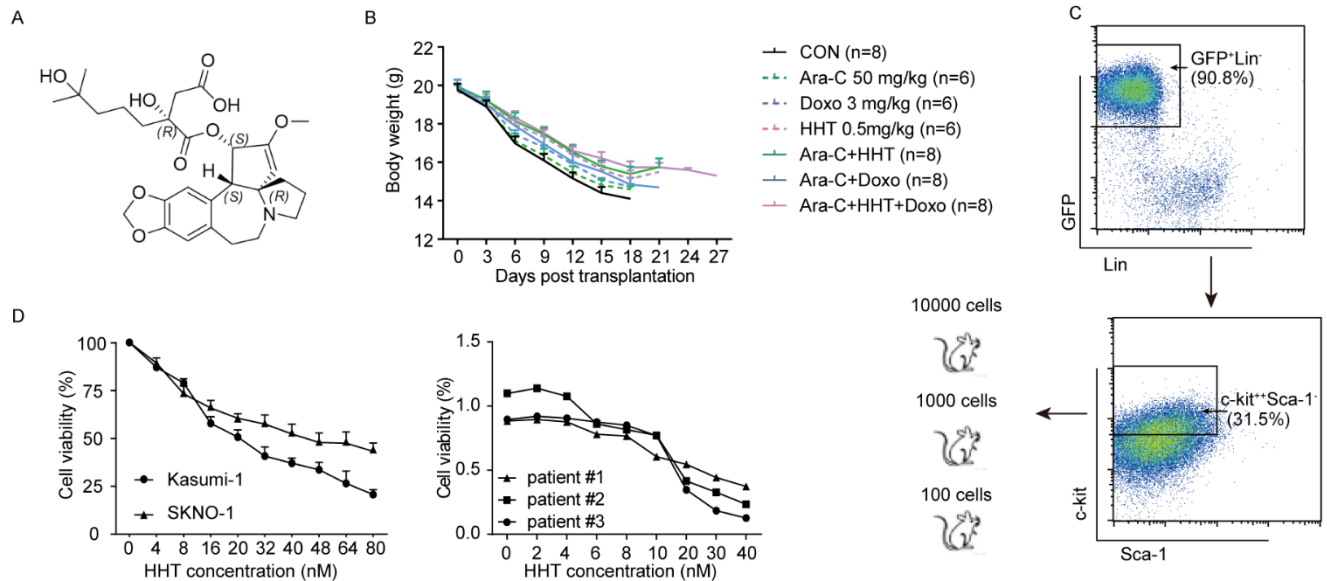 A
HO
O
OH
HO
(R)
O
O
(S)
O
H
(S)
(R)
N
O
O
B
Body weight (g)
22
20
18
16
14
12
0 3 6 9 12 15 18 21 24 27
Days post transplantation
CON (n=8)
Ara-C 50 mg/kg (n=6)
Doxo 3 mg/kg (n=6)
HHT 0.5mg/kg (n=6)
Ara-C+HHT (n=8)
Ara-C+Doxo (n=8)
Ara-C+HHT+Doxo (n=8)
C
GFP⁺Lin⁻
(90.8%)
GFP
Lin
c-kit⁺⁺Sca-1⁻
(31.5%)
c-kit
Sca-1
10000 cells
1000 cells
100 cells
D
Cell viability (%)
100
75
50
25
0
Kasumi-1
SKNO-1
0 4 8 16 20 32 40 48 64 80
HHT concentration (nM)
Cell viability (%)
1.5
1.0
0.5
0.0
patient #1
patient #2
patient #3
0 2 4 6 8 10 20 30 40
HHT concentration (nM)